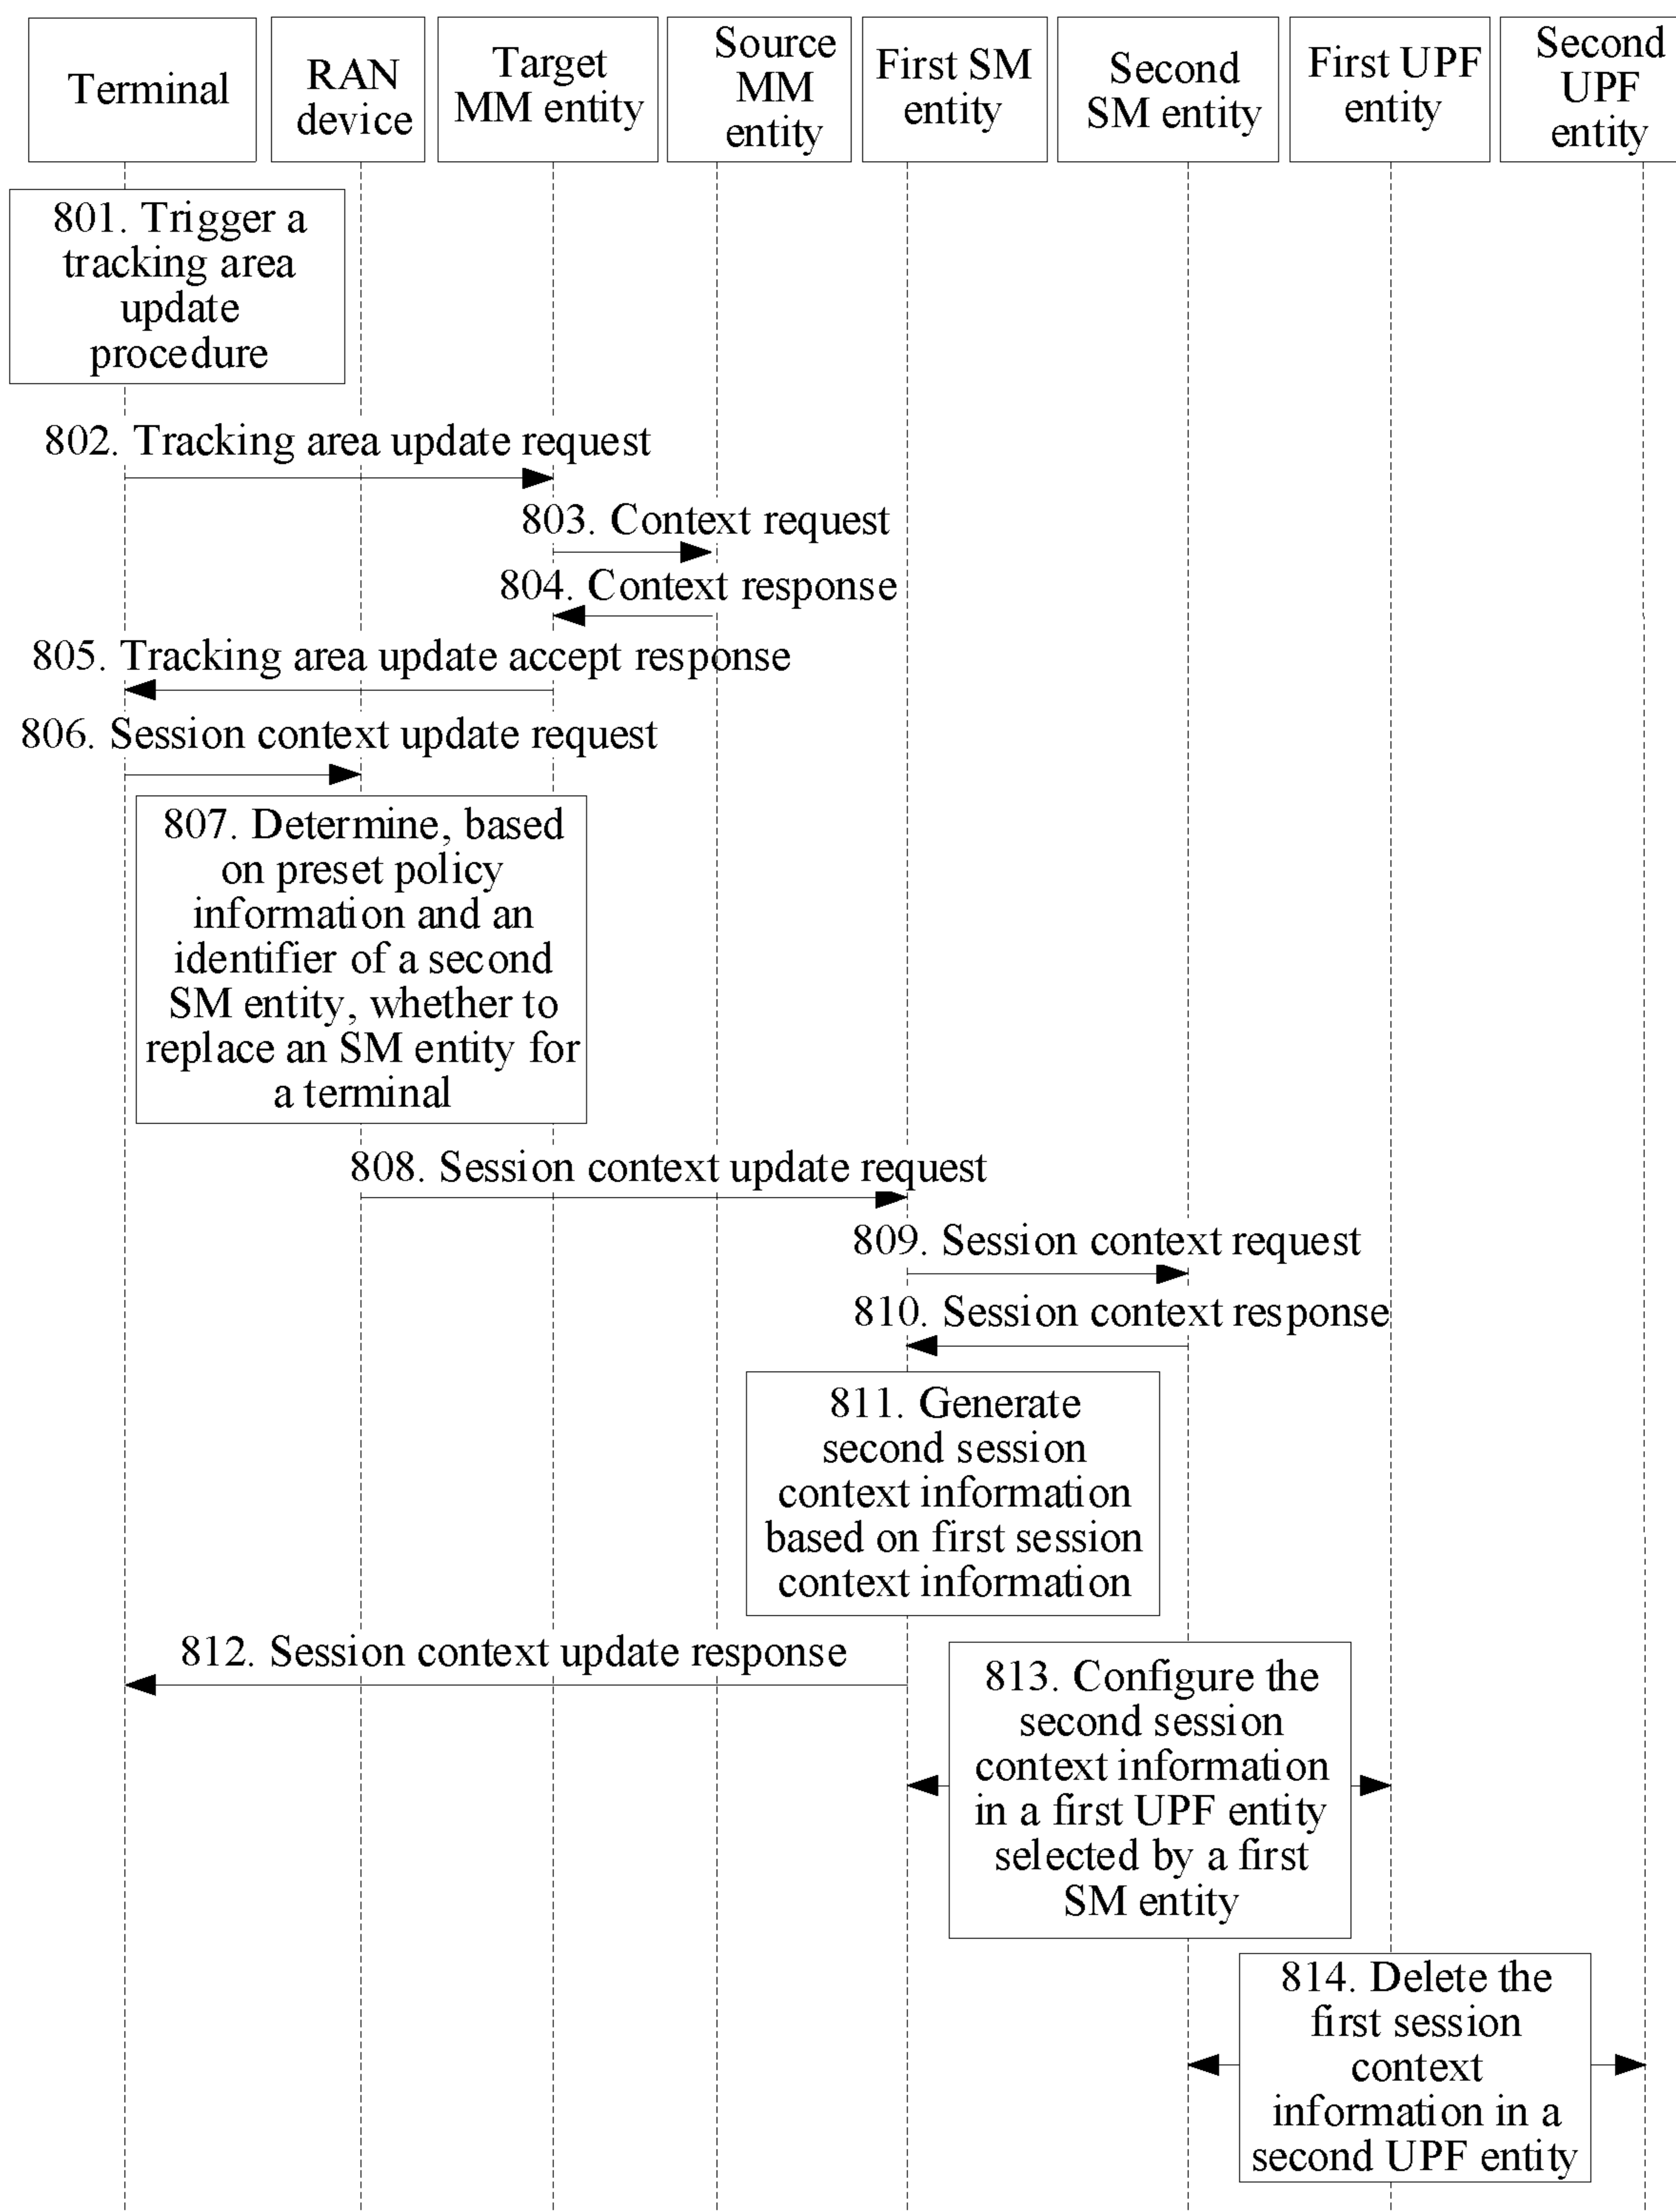 Terminal
RAN
device
Target
MM entity
Source
MM
entity
First SM
entity
Second
SM entity
First UPF
entity
Second
UPF
entity
801. Trigger a
tracking area
update
procedure
802. Tracking area update request
803. Context request
804. Context response
805. Tracking area update accept response
806. Session context update request
807. Determine, based
on preset policy
information and an
identifier of a second
SM entity, whether to
replace an SM entity for
a terminal
808. Session context update request
809. Session context request
810. Session context response
811. Generate
second session
context information
based on first session
context information
812. Session context update response
813. Configure the
second session
context information
in a first UPF entity
selected by a first
SM entity
814. Delete the
first session
context
information in a
second UPF entity